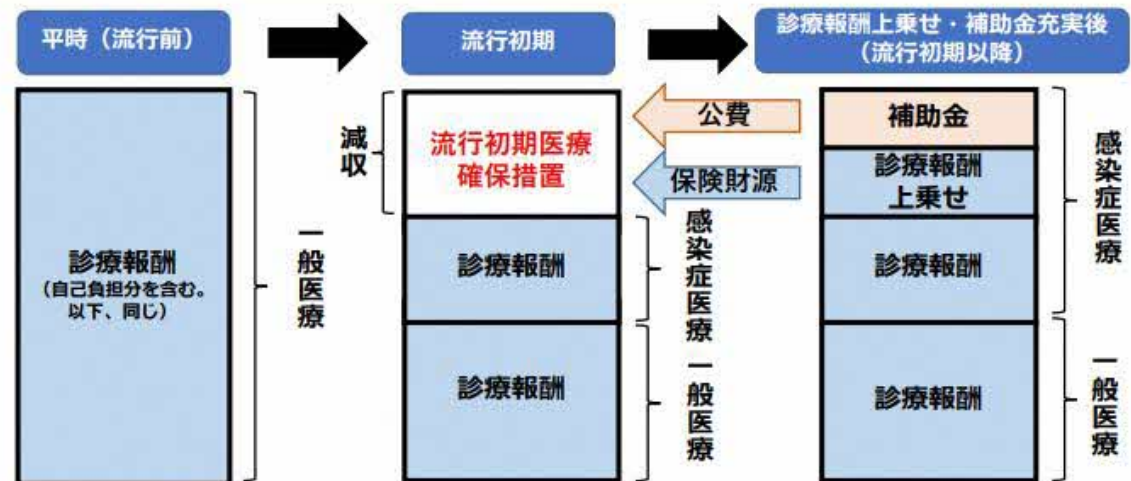 平時（流行前）
流行初期
診療報酬上乗せ・補助金充実後
（流行初期以降）
診療報酬
（自己負担分を含む。
以下、同じ）
一般医療
減収
流行初期医療
確保措置
診療報酬
診療報酬
公費
保険財源
感染症医療
一般医療
補助金
診療報酬
上乗せ
診療報酬
診療報酬
感染症医療
一般医療